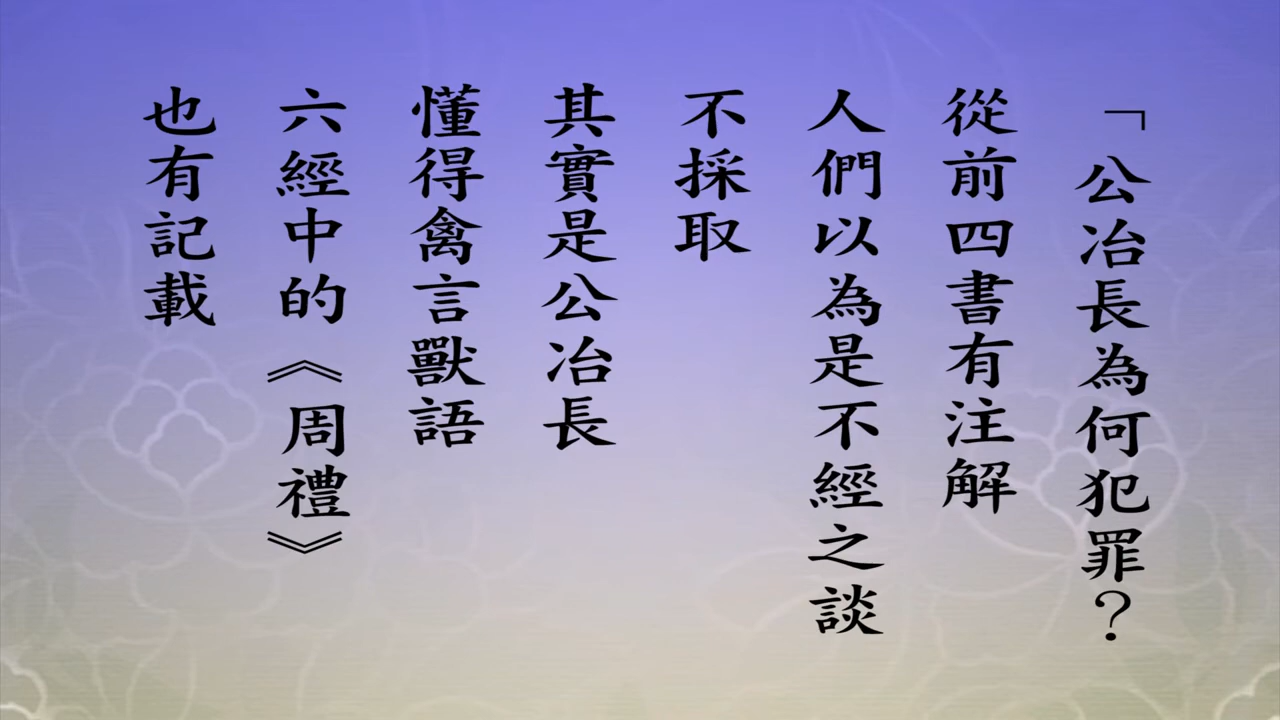 「公冶長為何犯罪？
從前四書有注解
人們以為是不經之談
不採取
其實是公冶長
懂得禽言獸語
六經中的《周禮》
也有記載